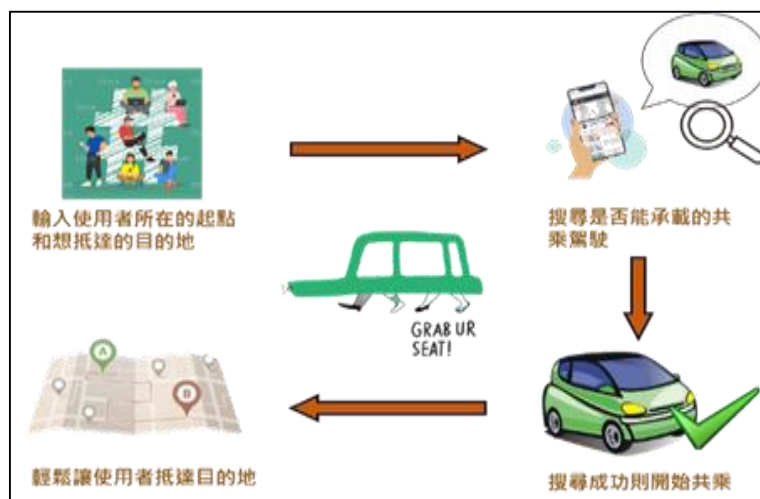 輸入使用者所在的起點
和想抵達的目的地
搜尋是否能承載的共
乘駕駛
GRAB UR
SEAT!
輕鬆讓使用者抵達目的地
A
B
搜尋成功則開始共乘